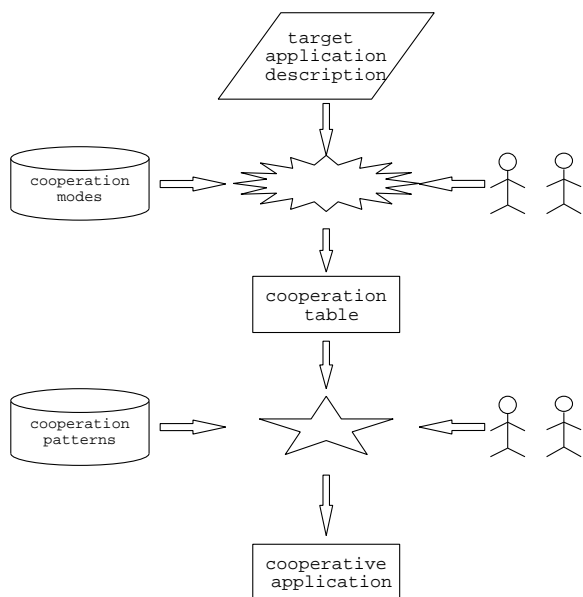 target
application
description
cooperation
modes
cooperation
table
cooperation
patterns
cooperative
application